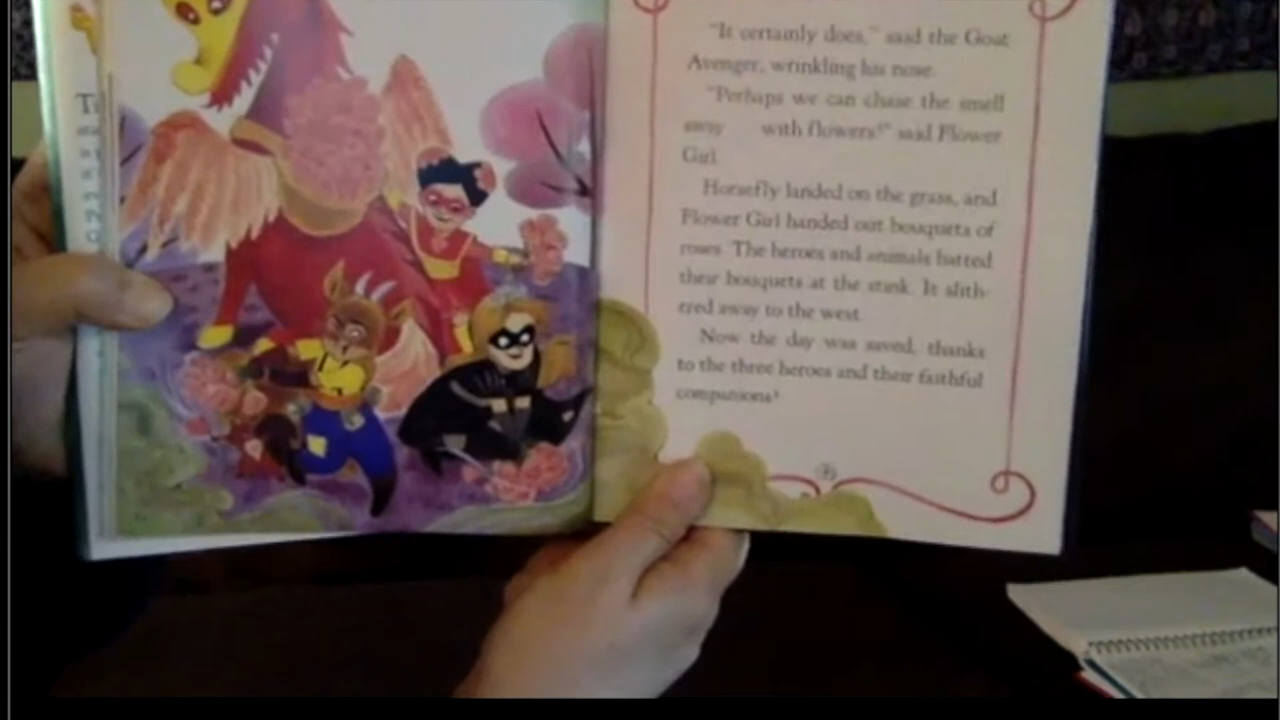 "It certainly does," said the Goat
Avenger, wrinkling his nose.
"Perhaps we can chase the smell
away with flowers!" said Flower
Girl.
Horsefly landed on the grass, and
Flower Girl handed out bouquets of
roses. The heroes and animals batted
their bouquets at the stink. It slith-
ered away to the west.
Now the day was saved, thanks
to the three heroes and their faithful
companions!